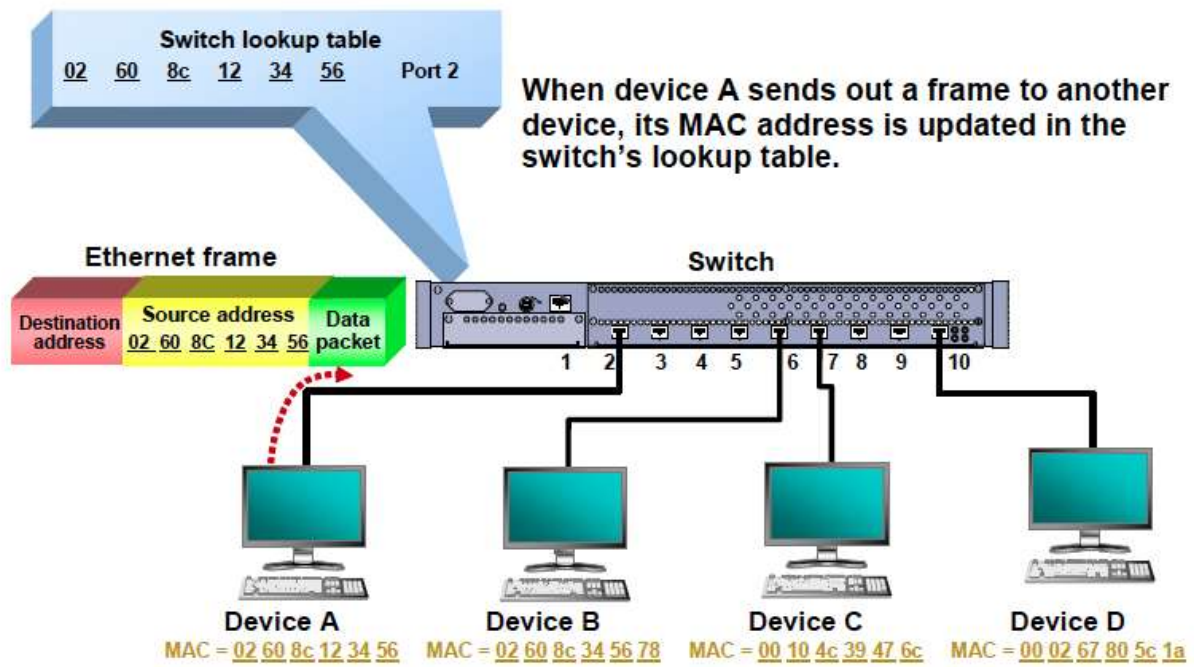 Switch lookup table
02 60 8c 12 34 56 Port 2
When device A sends out a frame to another
device, its MAC address is updated in the
switch's lookup table.
Ethernet frame
Switch
Destination
address
Source address
02 60 8C 12 34 56
Data
packet
1 2 3 4 5 6 7 8 9 10
Device A
MAC = 02 60 8c 12 34 56
Device B
MAC = 02 60 8c 34 56 78
Device C
MAC = 00 10 4c 39 47 6c
Device D
MAC = 00 02 67 80 5c 1a